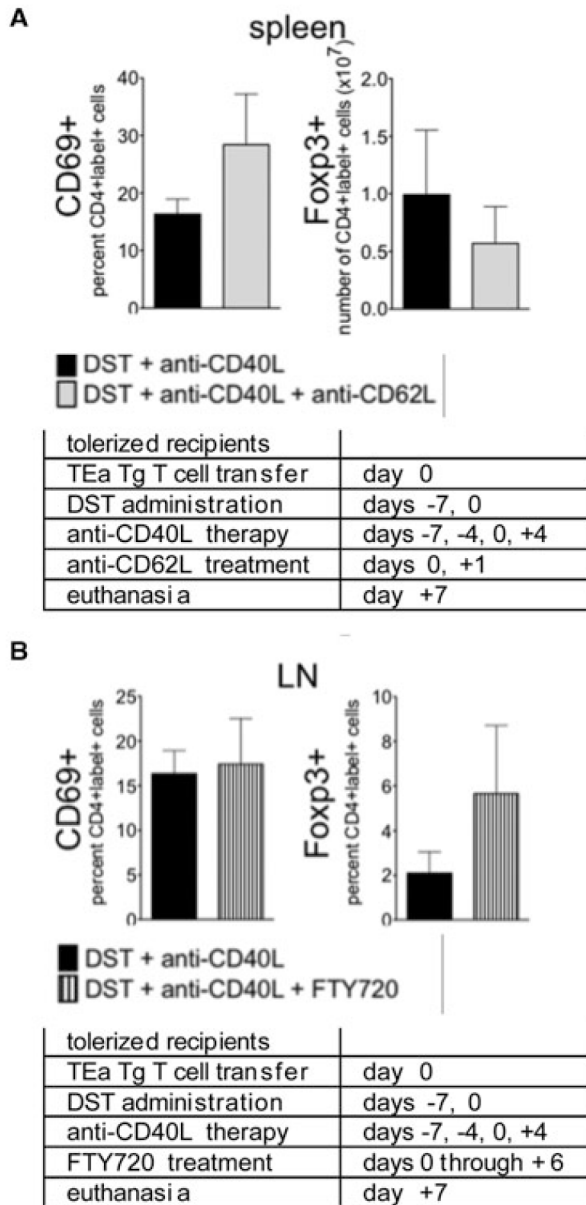 A
spleen
CD69+
percent CD4+label+ cells
40
30
20
10
0
Foxp3+
number of CD4+label+ cells (x10⁷)
2.0
1.5
1.0
0.5
0.0
DST + anti-CD40L
DST + anti-CD40L + anti-CD62L
tolerized recipients
TEa Tg T cell transfer day 0
DST administration days -7, 0
anti-CD40L therapy days -7, -4, 0, +4
anti-CD62L treatment days 0, +1
euthanasia day +7
B
LN
CD69+
percent CD4+label+ cells
25
20
15
10
5
0
Foxp3+
percent CD4+label+ cells
10
8
6
4
2
0
DST + anti-CD40L
DST + anti-CD40L + FTY720
tolerized recipients
TEa Tg T cell transfer day 0
DST administration days -7, 0
anti-CD40L therapy days -7, -4, 0, +4
FTY720 treatment days 0 through + 6
euthanasia day +7